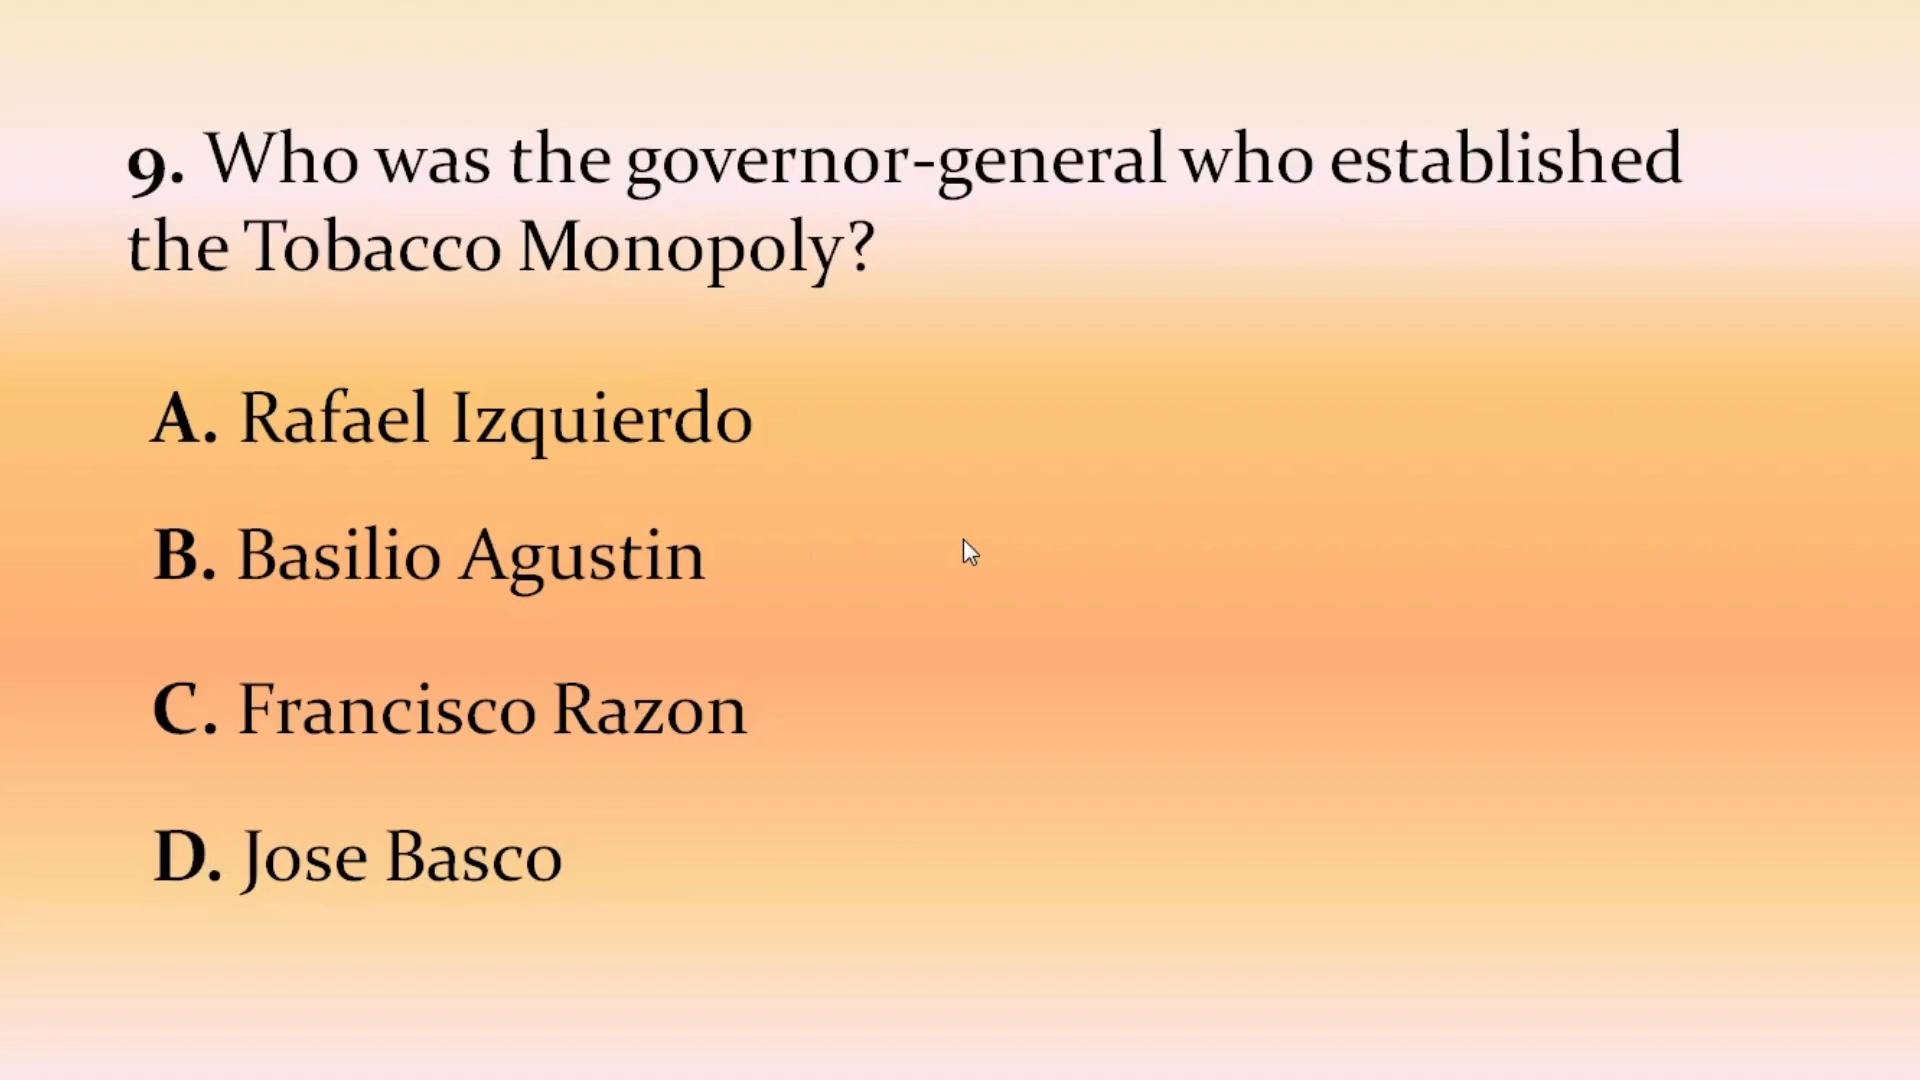 9. Who was the governor-general who established
the Tobacco Monopoly?
A. Rafael Izquierdo
B. Basilio Agustin
C. Francisco Razon
D. Jose Basco